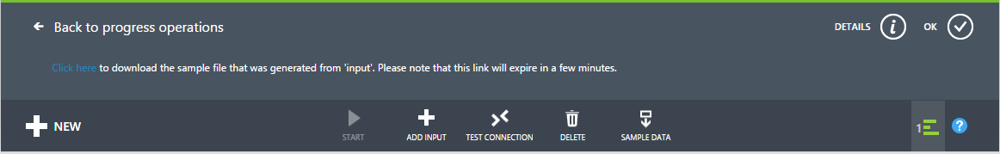 Back to progress operations
DETAILS
OK
Click here to download the sample file that was generated from 'input'. Please note that this link will expire in a few minutes.
NEW
START
ADD INPUT
TEST CONNECTION
DELETE
SAMPLE DATA
1
?